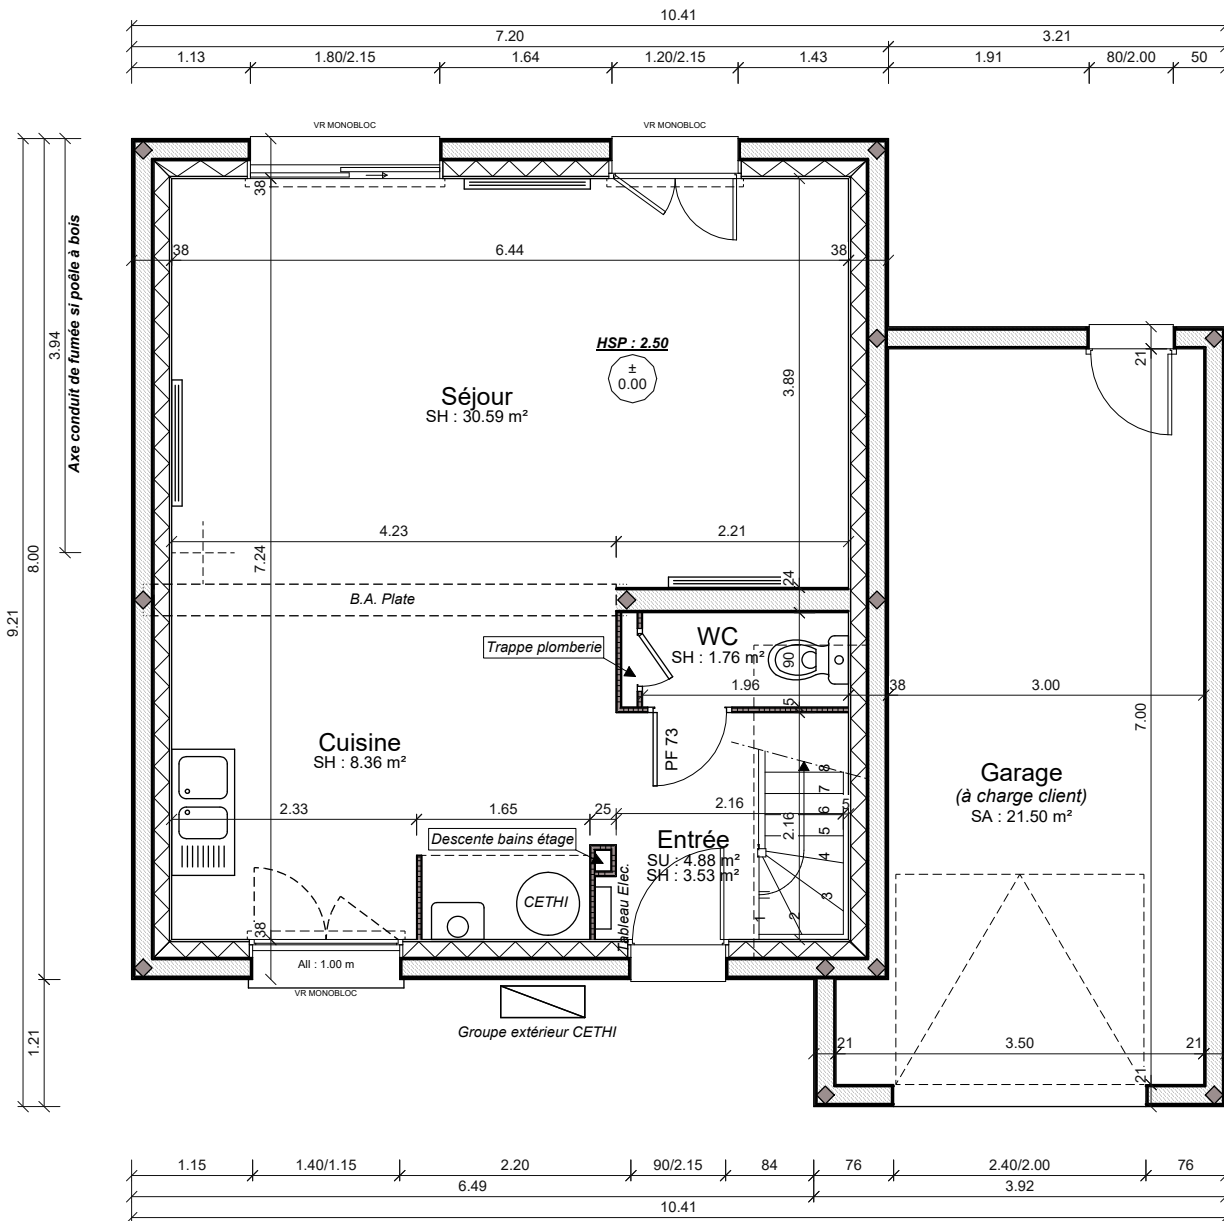 10.41
7.20
3.21
1.13
1.80/2.15
1.64
1.20/2.15
1.43
1.91
80/2.00
50
VR MONOBLOC
VR MONOBLOC
38
38
6.44
38
21
Axe conduit de fumée si poêle à bois
3.94
HSP : 2.50
±
0.00
3.89
Séjour
SH : 30.59 m²
4.23
2.21
8.00
7.24
24
9.21
B.A. Plate
WC
SH : 1.76 m²
90
Trappe plomberie
1.96
38
3.00
5
7.00
PF 73
Cuisine
SH : 8.36 m²
Garage
(à charge client)
SA : 21.50 m²
2.33
1.65
25
2.16
5
2.16
8
7
6
5
4
3
2
1
Descente bains étage
Entrée
SU : 4.88 m²
SH : 3.53 m²
Tableau Elec.
CETHI
38
All : 1.00 m
VR MONOBLOC
Groupe extérieur CETHI
1.21
21
3.50
21
21
1.15
1.40/1.15
2.20
90/2.15
84
76
2.40/2.00
76
6.49
3.92
10.41